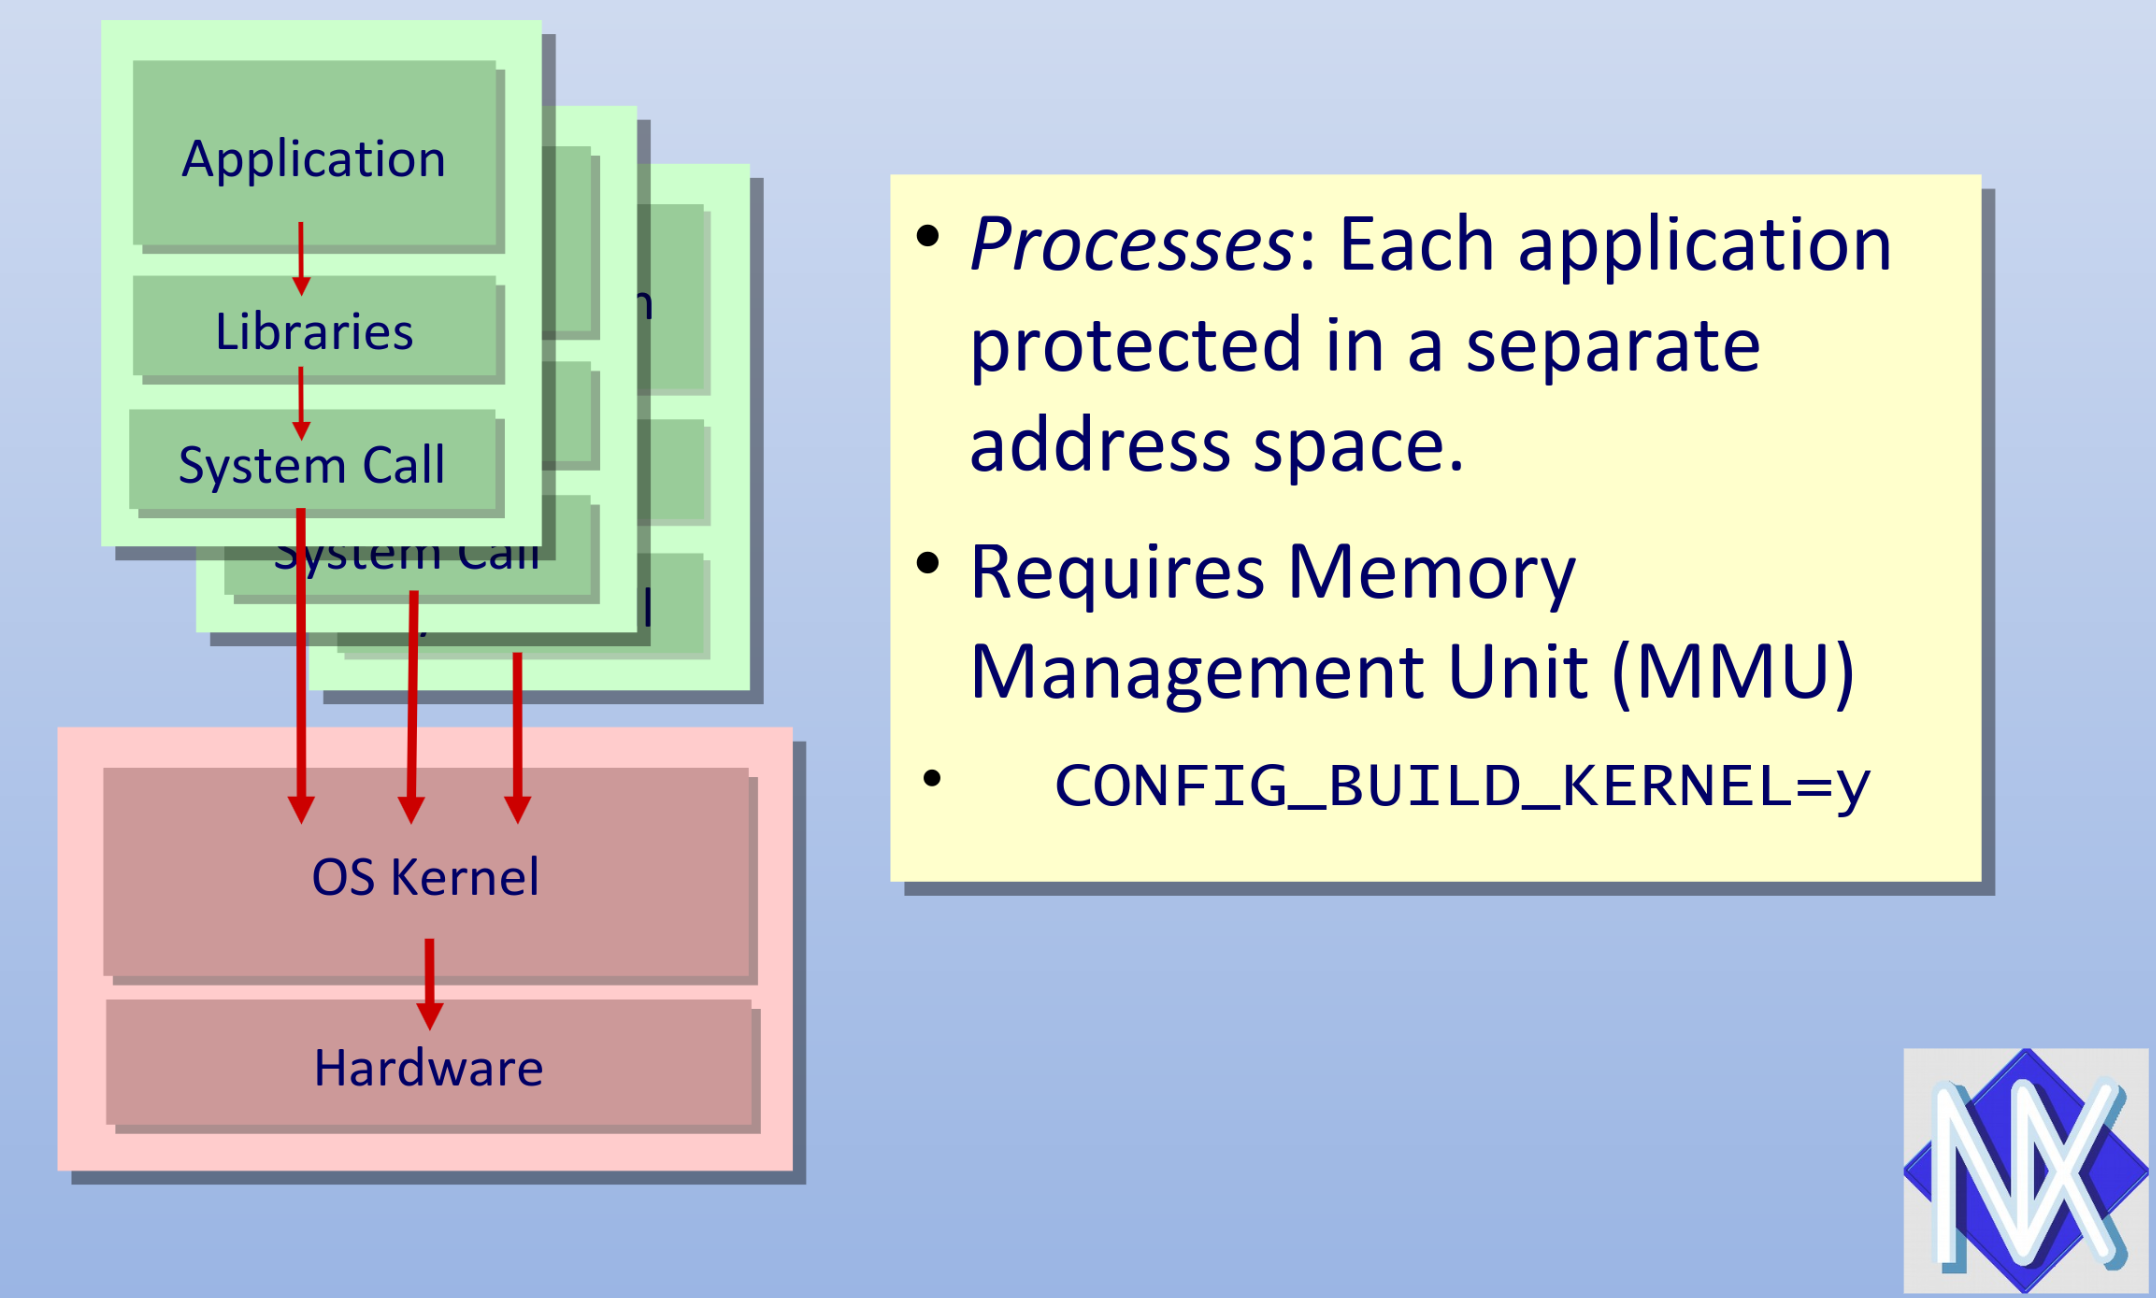 Application
Libraries
System Call
System Call
OS Kernel
Hardware
• Processes: Each application
protected in a separate
address space.
• Requires Memory
Management Unit (MMU)
• CONFIG_BUILD_KERNEL=y
NX